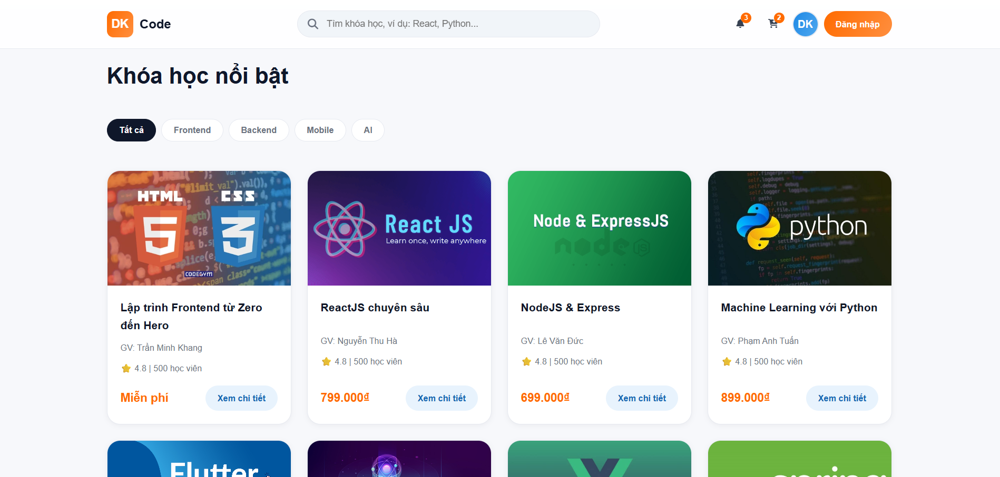 DK Code
Tìm khóa học, ví dụ: React, Python...
3
2
DK
Đăng nhập
Khóa học nổi bật
Tất cả
Frontend
Backend
Mobile
AI
HTML CSS
5 3
CODEGYM
React JS
Learn once, write anywhere
Node & ExpressJS
node JS
python
Lập trình Frontend từ Zero
đến Hero
GV: Trần Minh Khang
4.8 | 500 học viên
Miễn phí
Xem chi tiết
ReactJS chuyên sâu
GV: Nguyễn Thu Hà
4.8 | 500 học viên
799.000₫
Xem chi tiết
NodeJS & Express
GV: Lê Văn Đức
4.8 | 500 học viên
699.000₫
Xem chi tiết
Machine Learning với Python
GV: Phạm Anh Tuấn
4.8 | 500 học viên
899.000₫
Xem chi tiết
Flutter